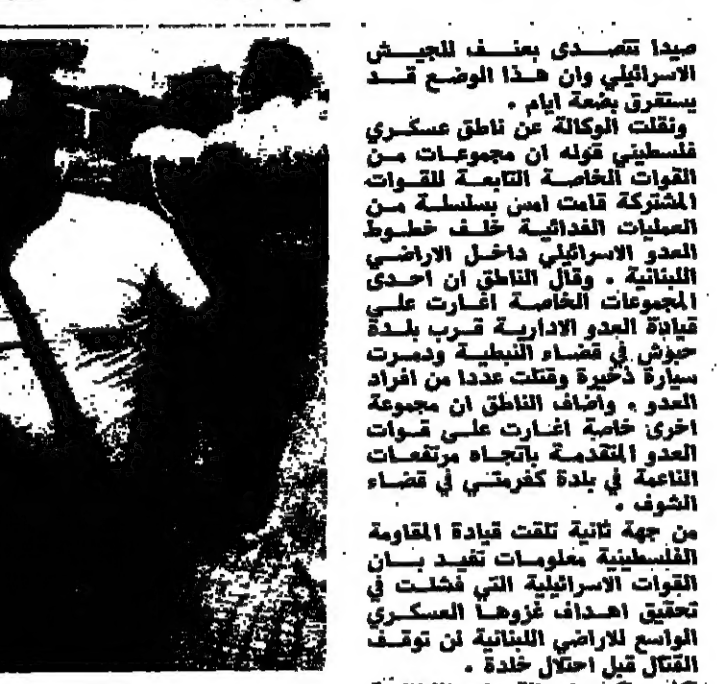 صيدا تتصدى بعنف للجيش
الاسرائيلي وان هذا الوضع قد
يستغرق بضعة ايام .
ونقلت الوكالة عن ناطق عسكري
فلسطيني قوله ان مجموعات من
القوات الخاصة التابعة للقوات
المشتركة قامت امس بسلسلة من
العمليات الفدائية خلف خطوط
العدو الاسرائيلي داخل الاراضي
اللبنانية . وقال الناطق ان احدى
المجموعات الخاصة اغارت على
قيادة العدو الادارية قرب بلدة
حبوش في قضاء النبطية ودمرت
سيارة ذخيرة وقتلت عددا من افراد
العدو . واضاف الناطق ان مجموعة
اخرى خاصة اغارت على قوات
العدو المتقدمة باتجاه مرتفعات
الناعمة في بلدة كفرمتى في قضاء
الشوف .
من جهة ثانية تلقت قيادة المقاومة
الفلسطينية معلومات تفيد بان
القوات الاسرائيلية التي فشلت في
تحقيق اهداف غزوها العسكري
الواسع للاراضي اللبنانية لن توقف
القتال قبل احتلال خلدة .